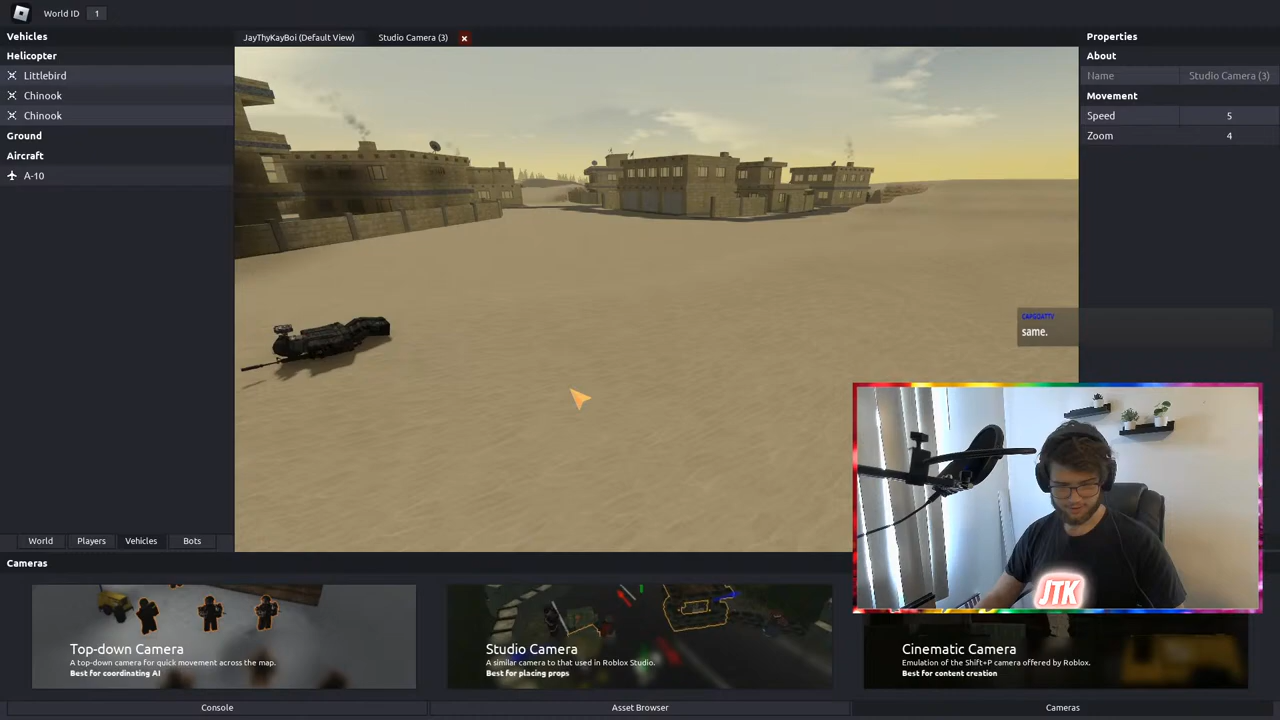 World ID 1
Vehicles
Helicopter
Littlebird
Chinook
Chinook
Ground
Aircraft
A-10
World Players Vehicles Bots
JayThyKayBoi (Default View) Studio Camera (3)
Properties
About
Name Studio Camera (3)
Movement
Speed 5
Zoom 4
CAPGOATTV
same.
JTK
Cameras
Top-down Camera
A top-down camera for quick movement across the map.
Best for coordinating AI
Studio Camera
A similar camera to that used in Roblox Studio.
Best for placing props
Cinematic Camera
Emulation of the Shift+P camera offered by Roblox.
Best for content creation
Console Asset Browser Cameras